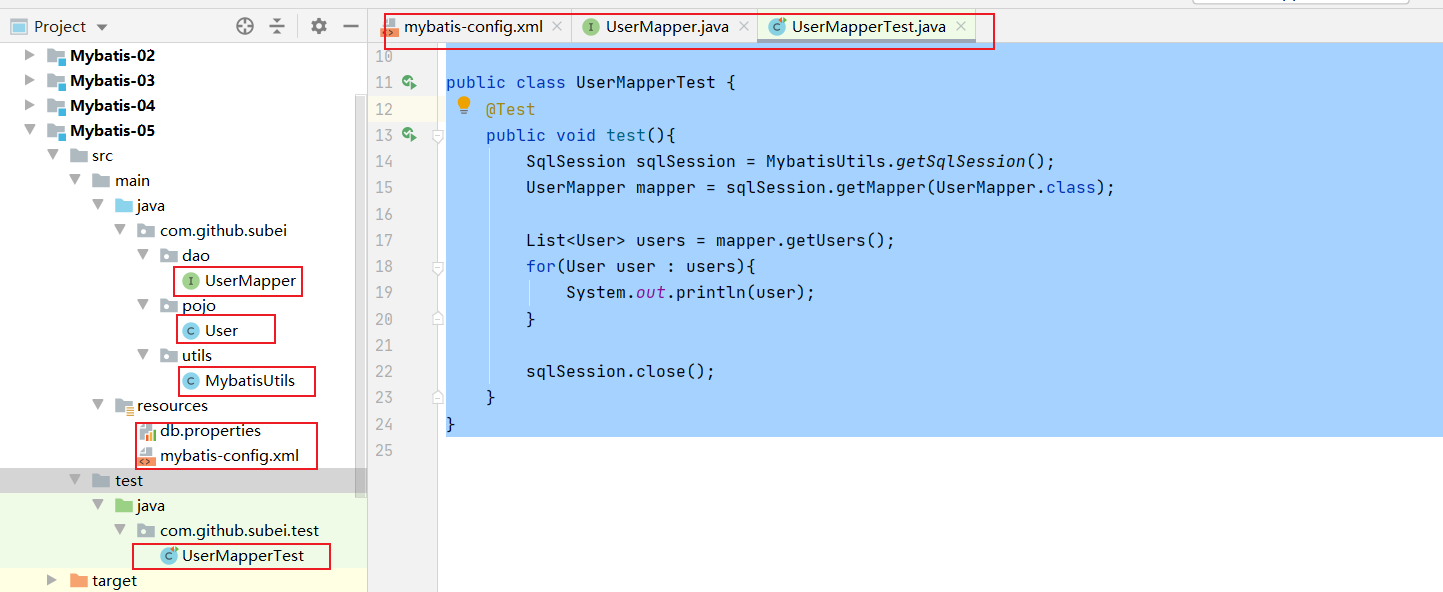 Project
Mybatis-02
Mybatis-03
Mybatis-04
Mybatis-05
src
main
java
com.github.subei
dao
I UserMapper
pojo
C User
utils
C MybatisUtils
resources
db.properties
mybatis-config.xml
test
java
com.github.subei.test
C UserMapperTest
target
mybatis-config.xml I UserMapper.java C UserMapperTest.java
10
11 public class UserMapperTest {
12 @Test
13 public void test(){
14 SqlSession sqlSession = MybatisUtils.getSqlSession();
15 UserMapper mapper = sqlSession.getMapper(UserMapper.class);
16
17 List<User> users = mapper.getUsers();
18 for(User user : users){
19 System.out.println(user);
20 }
21
22 sqlSession.close();
23 }
24 }
25